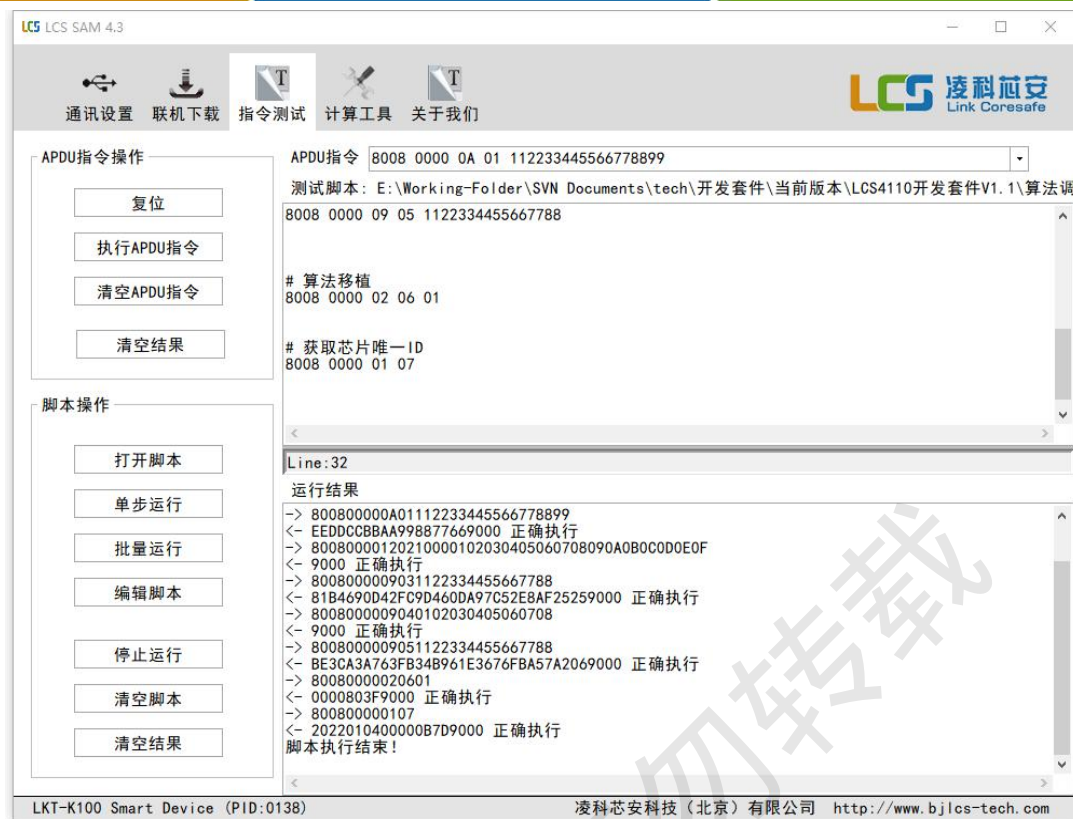 LCS LCS SAM 4.3
通讯设置 联机下载 指令测试 计算工具 关于我们
LCS 凌科芯安
Link Coresafe
APDU指令操作
复位
执行APDU指令
清空APDU指令
清空结果
脚本操作
打开脚本
单步运行
批量运行
编辑脚本
停止运行
清空脚本
清空结果
APDU指令 8008 0000 0A 01 112233445566778899
测试脚本: E:\Working-Folder\SVN Documents\tech\开发套件\当前版本\LCS4110开发套件V1.1\算法调
8008 0000 09 05 1122334455667788
# 算法移植
8008 0000 02 06 01
# 获取芯片唯一ID
8008 0000 01 07
Line:32
运行结果
-> 800800000A01112233445566778899
<- EEDDCCBBAA998877669000 正确执行
-> 80080000120210000102030405060708090A0B0C0D0E0F
<- 9000 正确执行
-> 8008000009031122334455667788
<- 81B4690D42FC9D460DA97C52E8AF25259000 正确执行
-> 8008000009040102030405060708
<- 9000 正确执行
-> 8008000009051122334455667788
<- BE3CA3A763FB34B961E3676FBA57A2069000 正确执行
-> 80080000020601
<- 0000803F9000 正确执行
-> 800800000107
<- 2022010400000B7D9000 正确执行
脚本执行结束!
勿转载
LKT-K100 Smart Device (PID:0138) 凌科芯安科技（北京）有限公司 http://www.bjlcs-tech.com